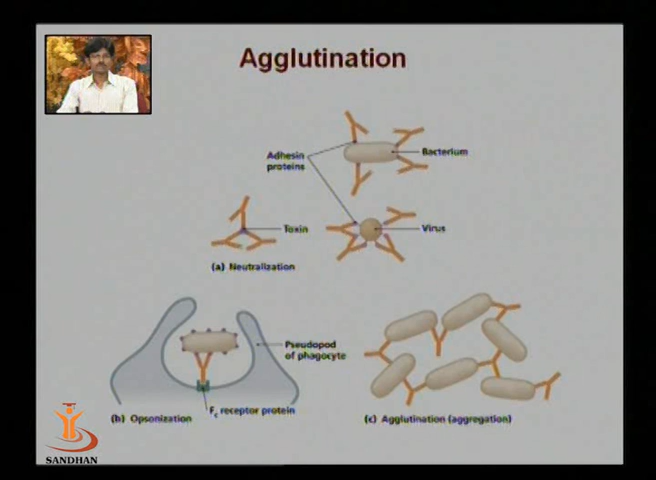 Agglutination
Adhesin
proteins
Bacterium
Toxin
Virus
(a) Neutralization
Pseudopod
of phagocyte
Fc receptor protein
(b) Opsonization
(c) Agglutination (aggregation)
SANDHAN